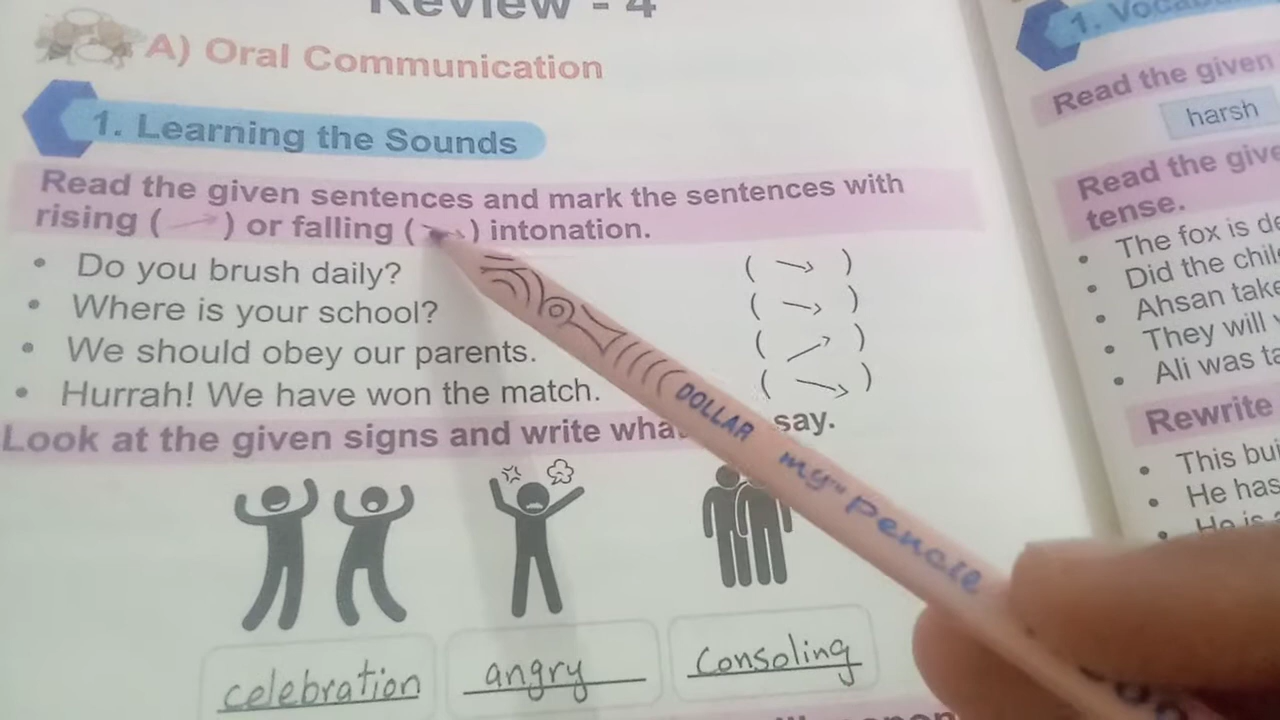 Review - 4
A) Oral Communication
1. Learning the Sounds
Read the given sentences and mark the sentences with
rising ( ) or falling ( ) intonation.
• Do you brush daily? ( )
• Where is your school? ( )
• We should obey our parents. ( )
• Hurrah! We have won the match. ( )
Look at the given signs and write say.
celebration angry consoling
DOLLAR my pencil
Read the given
harsh
Read the give
tense.
• The fox is de
• Did the chil
• Ahsan take
• They will
• Ali was ta
Rewrite
• This bui
• He has
• He is